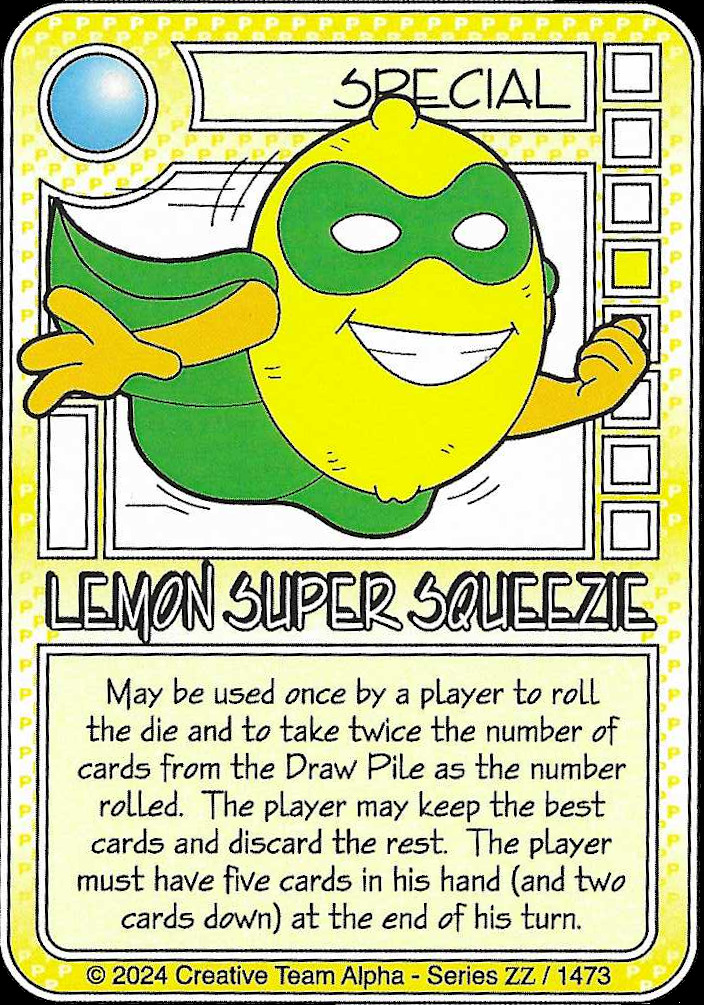 SPECIAL
LEMON SUPER SQUEEZIE
May be used once by a player to roll
the die and to take twice the number of
cards from the Draw Pile as the number
rolled. The player may keep the best
cards and discard the rest. The player
must have five cards in his hand (and two
cards down) at the end of his turn.
© 2024 Creative Team Alpha - Series ZZ / 1473